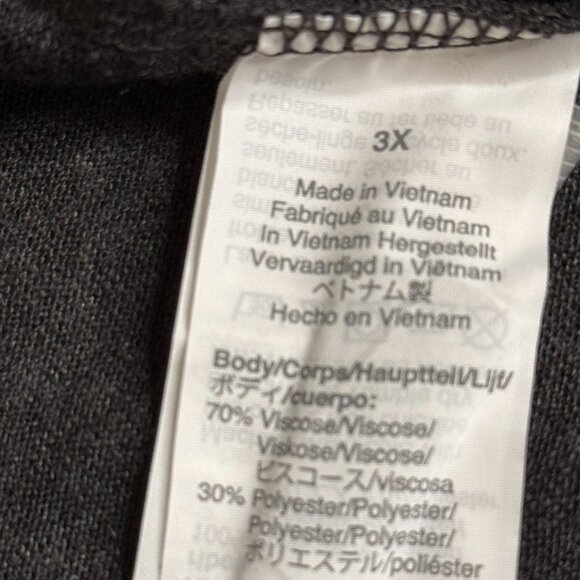 3X
Made in Vietnam
Fabriqué au Vietnam
In Vietnam Hergestellt
Vervaardigd in Viëtnam
ベトナム製
Hecho en Vietnam
Body/Corps/Hauptteil/Lijf/
ボディ/cuerpo:
70% Viscose/Viscose/
Viskose/Viscose/
ビスコース/viscosa
30% Polyester/Polyester/
Polyester/Polyester/
ポリエステル/poliéster